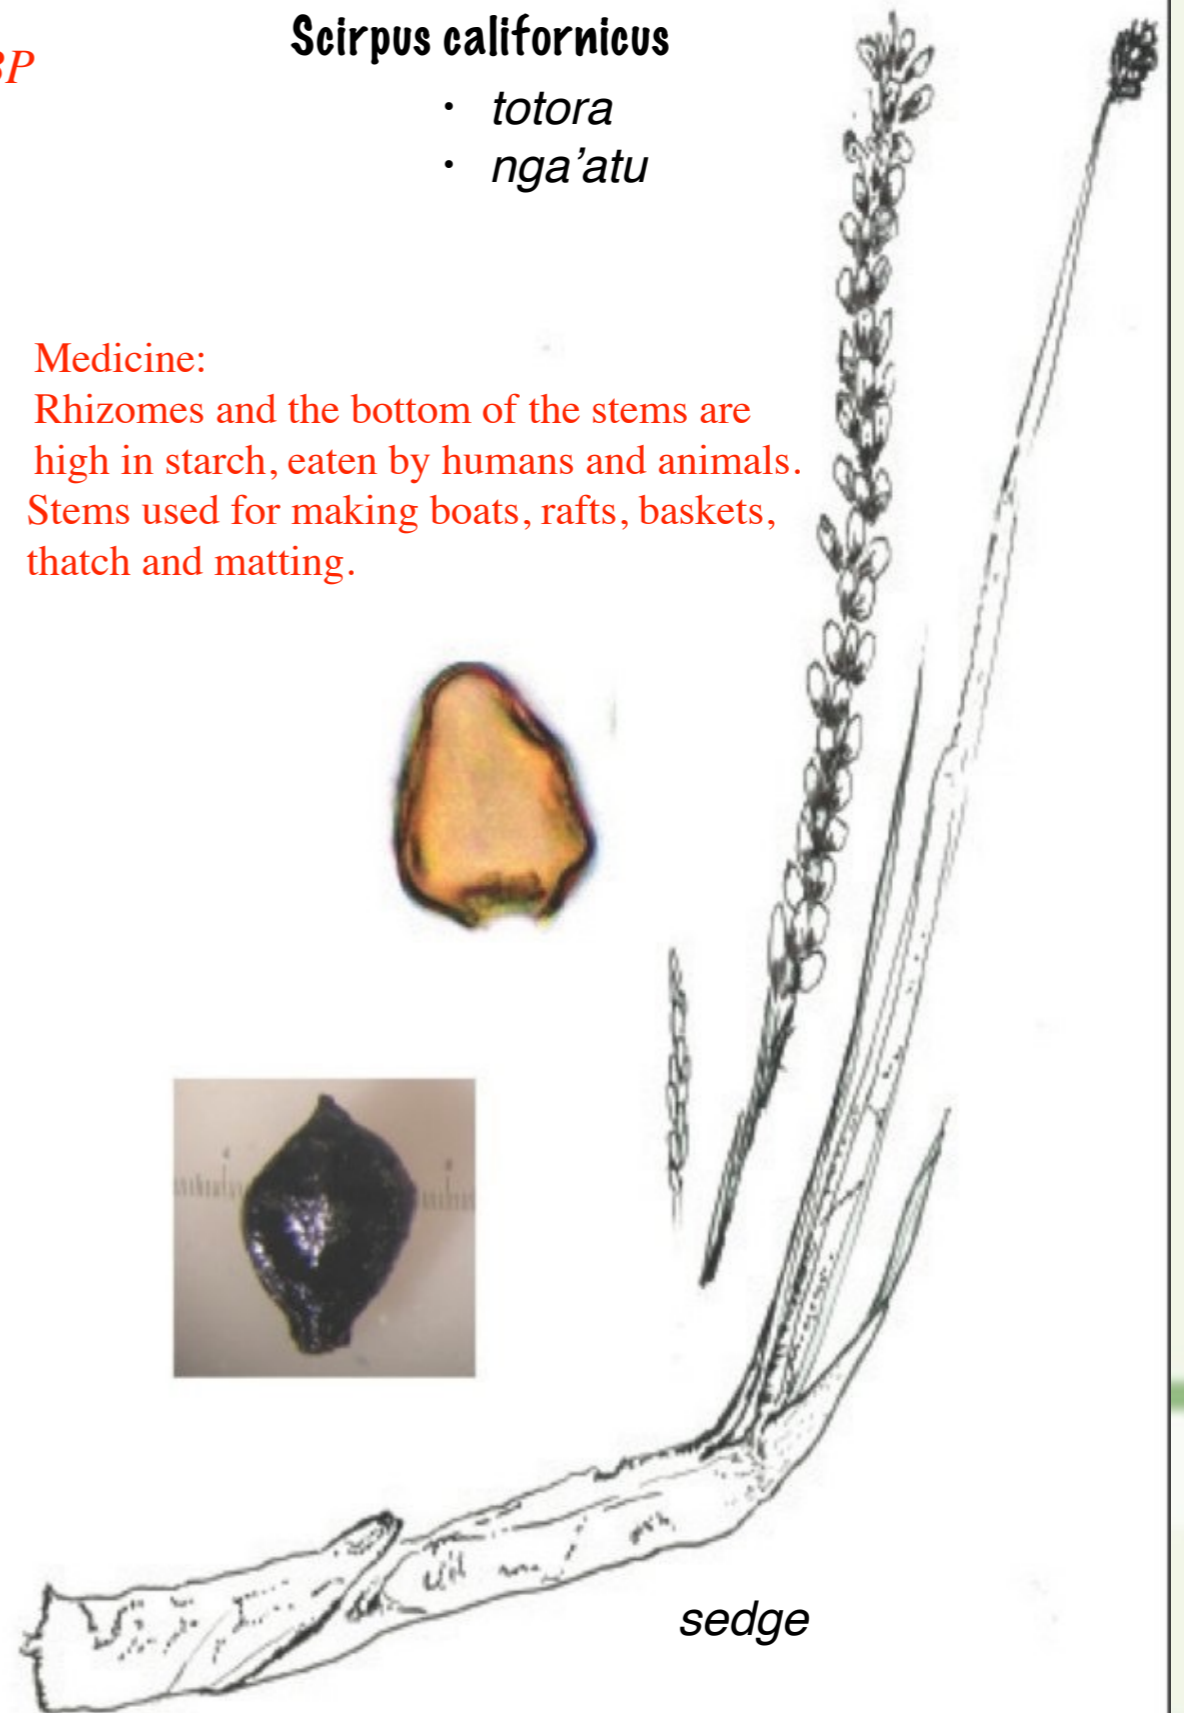 Scirpus californicus
BP
• totora
• nga’atu
Medicine:
Rhizomes and the bottom of the stems are
high in starch, eaten by humans and animals.
Stems used for making boats, rafts, baskets,
thatch and matting.
sedge